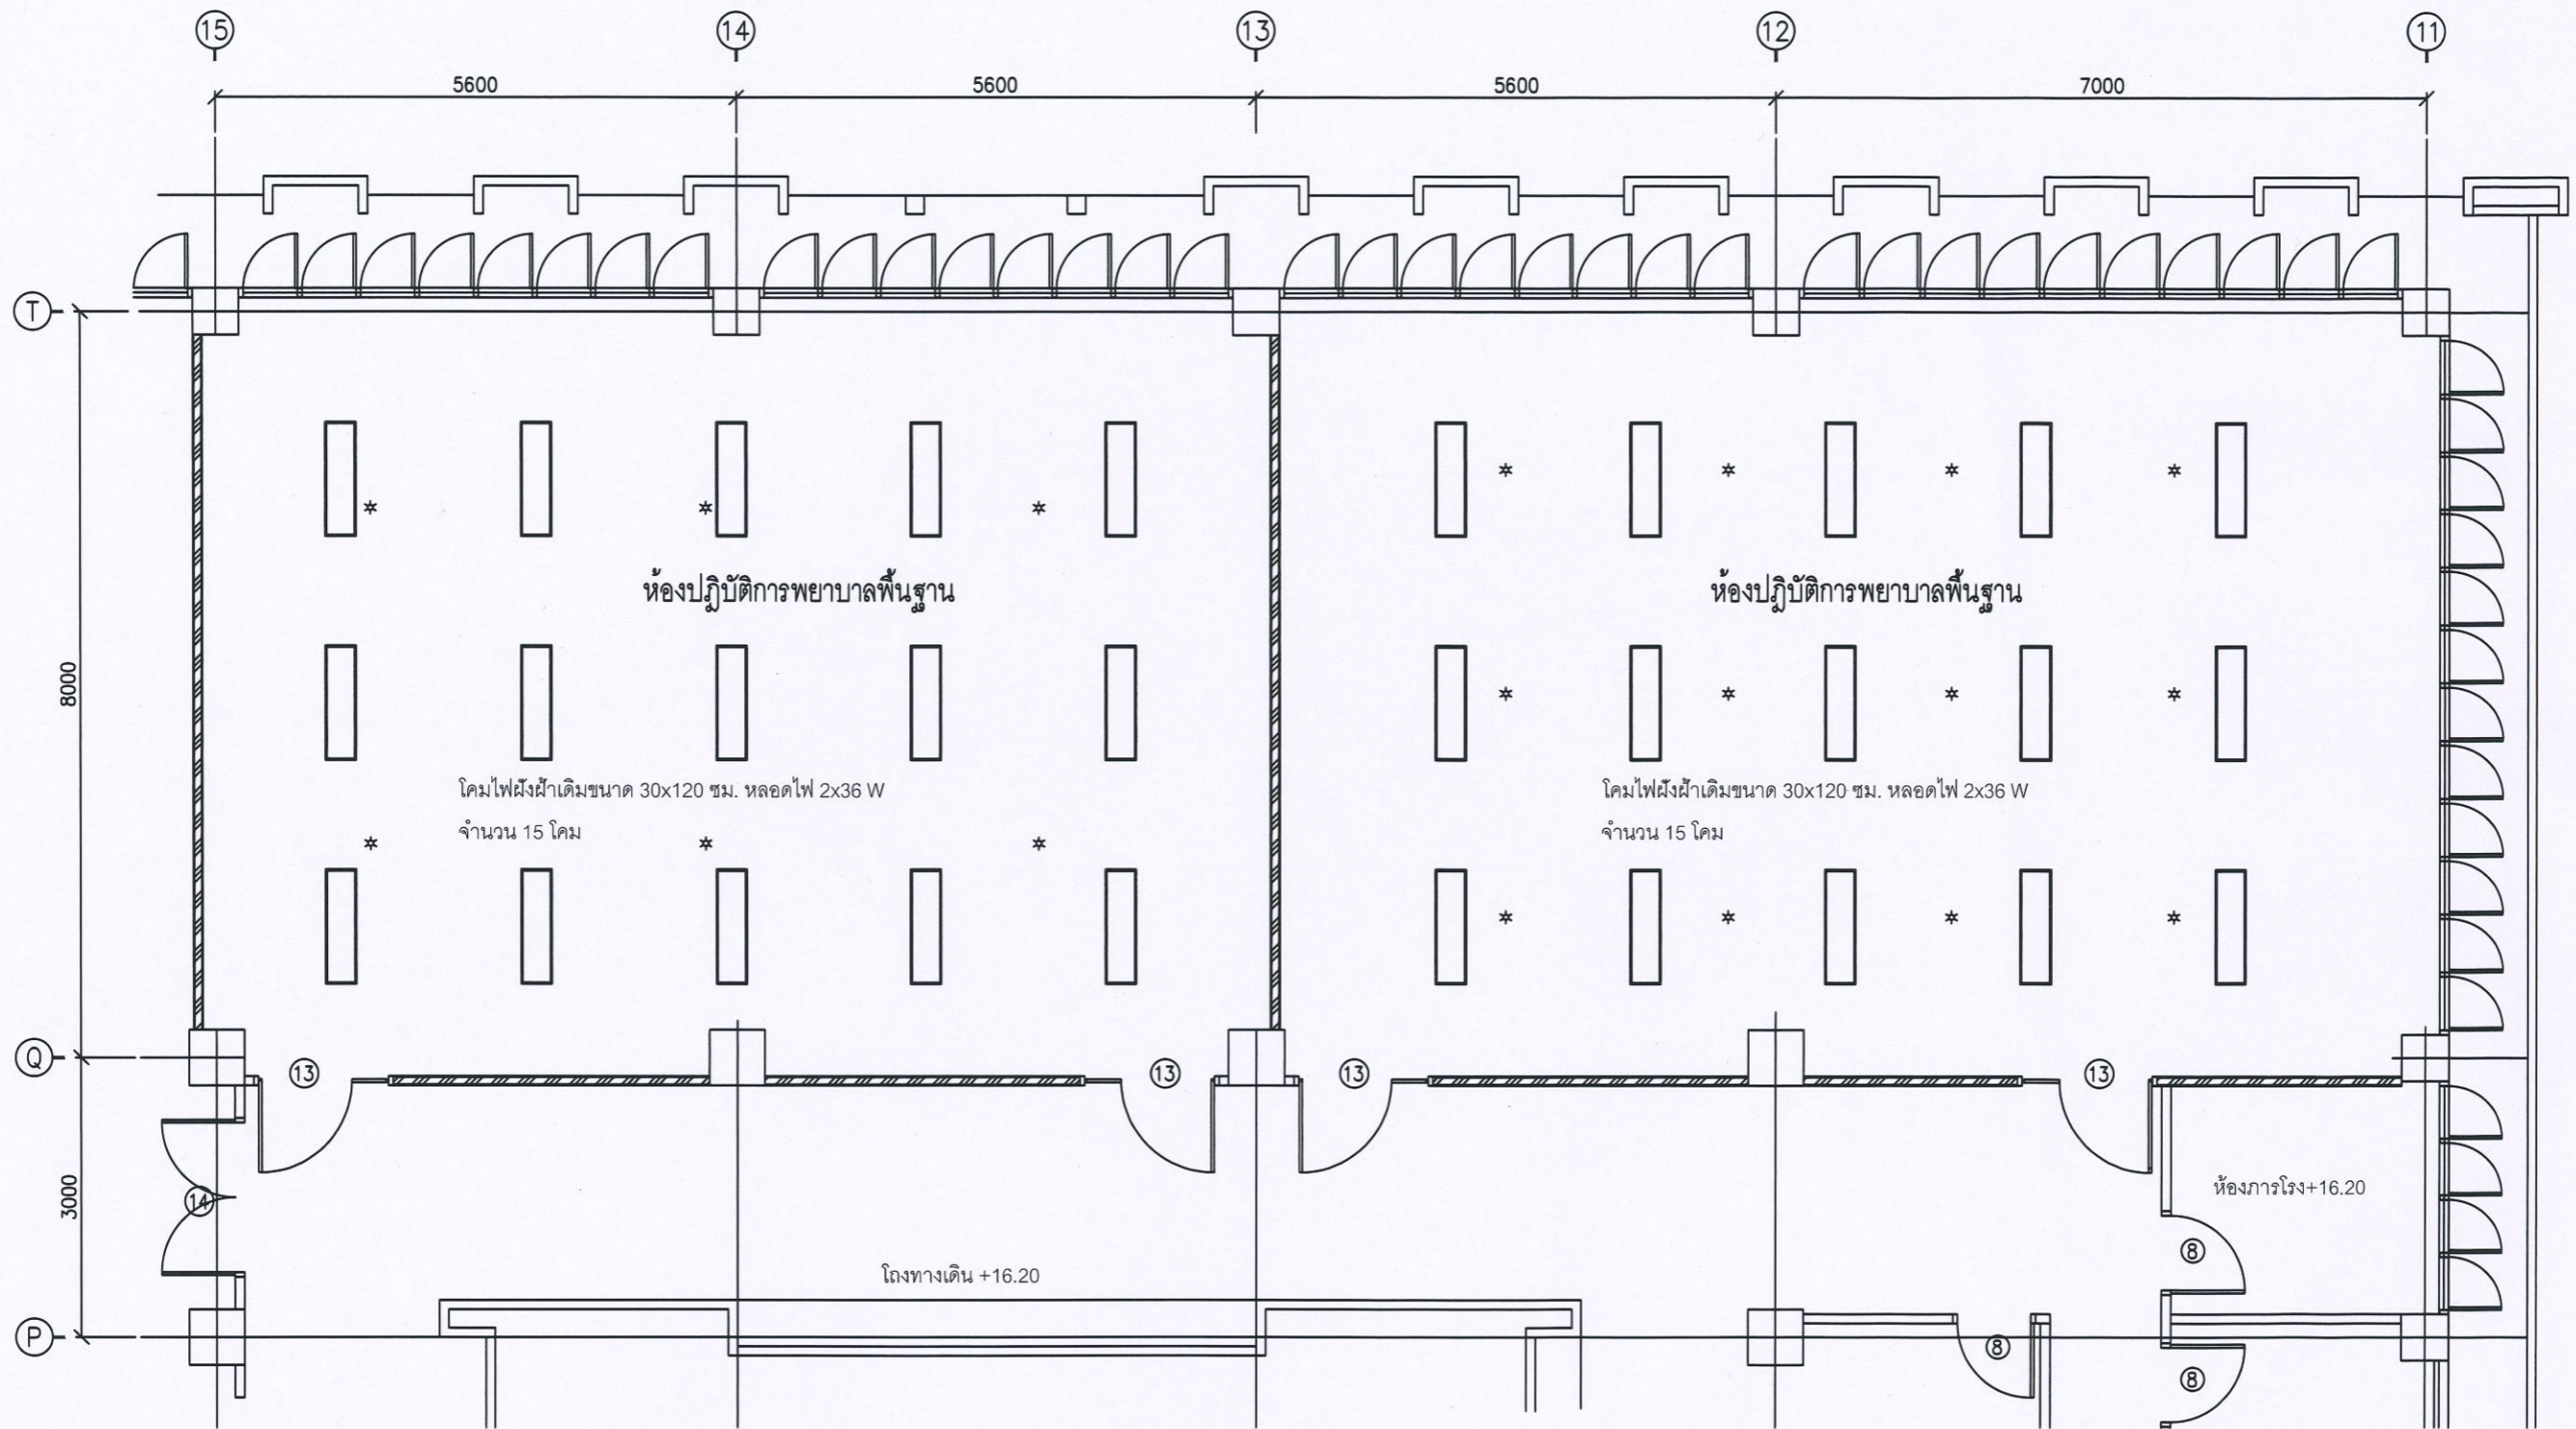 15 14 13 12 11
5600 5600 5600 7000
T
ห้องปฏิบัติการพยาบาลพื้นฐาน ห้องปฏิบัติการพยาบาลพื้นฐาน
8000
โคมไฟฝังฝ้าเดิมขนาด 30x120 ซม. หลอดไฟ 2x36 W
จำนวน 15 โคม
โคมไฟฝังฝ้าเดิมขนาด 30x120 ซม. หลอดไฟ 2x36 W
จำนวน 15 โคม
Q
13 13 13 13
3000
14
ห้องภารโรง+16.20
8
โถงทางเดิน +16.20
P
8
8